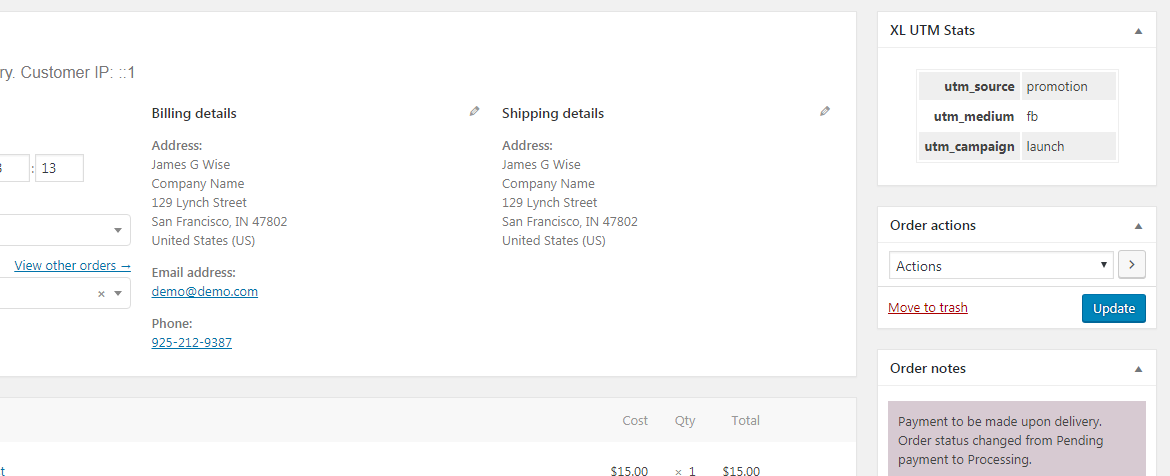 ry. Customer IP: ::1
: 13
View other orders →
×
Billing details
Address:
James G Wise
Company Name
129 Lynch Street
San Francisco, IN 47802
United States (US)
Email address:
demo@demo.com
Phone:
925-212-9387
Shipping details
Address:
James G Wise
Company Name
129 Lynch Street
San Francisco, IN 47802
United States (US)
Cost Qty Total
$15.00 × 1 $15.00
XL UTM Stats
utm_source promotion
utm_medium fb
utm_campaign launch
Order actions
Actions
Move to trash
Update
Order notes
Payment to be made upon delivery.
Order status changed from Pending
payment to Processing.